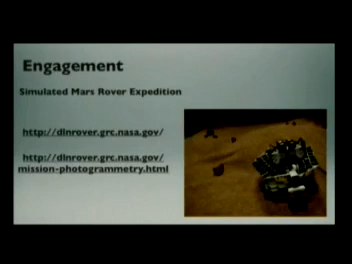 Engagement
Simulated Mars Rover Expedition
http://dlnrover.grc.nasa.gov/
http://dlnrover.grc.nasa.gov/
mission-photogrammetry.html